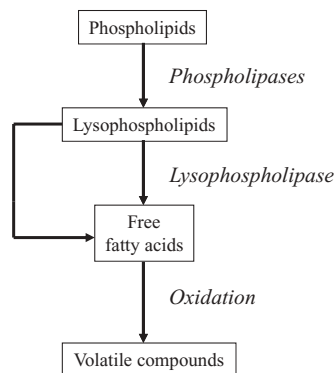 Phospholipids
Phospholipases
Lysophospholipids
Lysophospholipase
Free
fatty acids
Oxidation
Volatile compounds